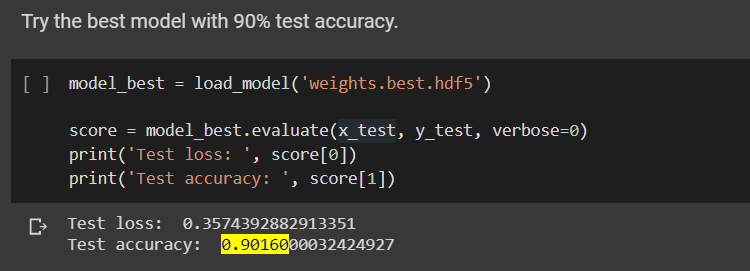 Try the best model with 90% test accuracy.
[ ] model_best = load_model('weights.best.hdf5')
score = model_best.evaluate(x_test, y_test, verbose=0)
print('Test loss: ', score[0])
print('Test accuracy: ', score[1])
Test loss:  0.3574392882913351
Test accuracy:  0.9016000032424927